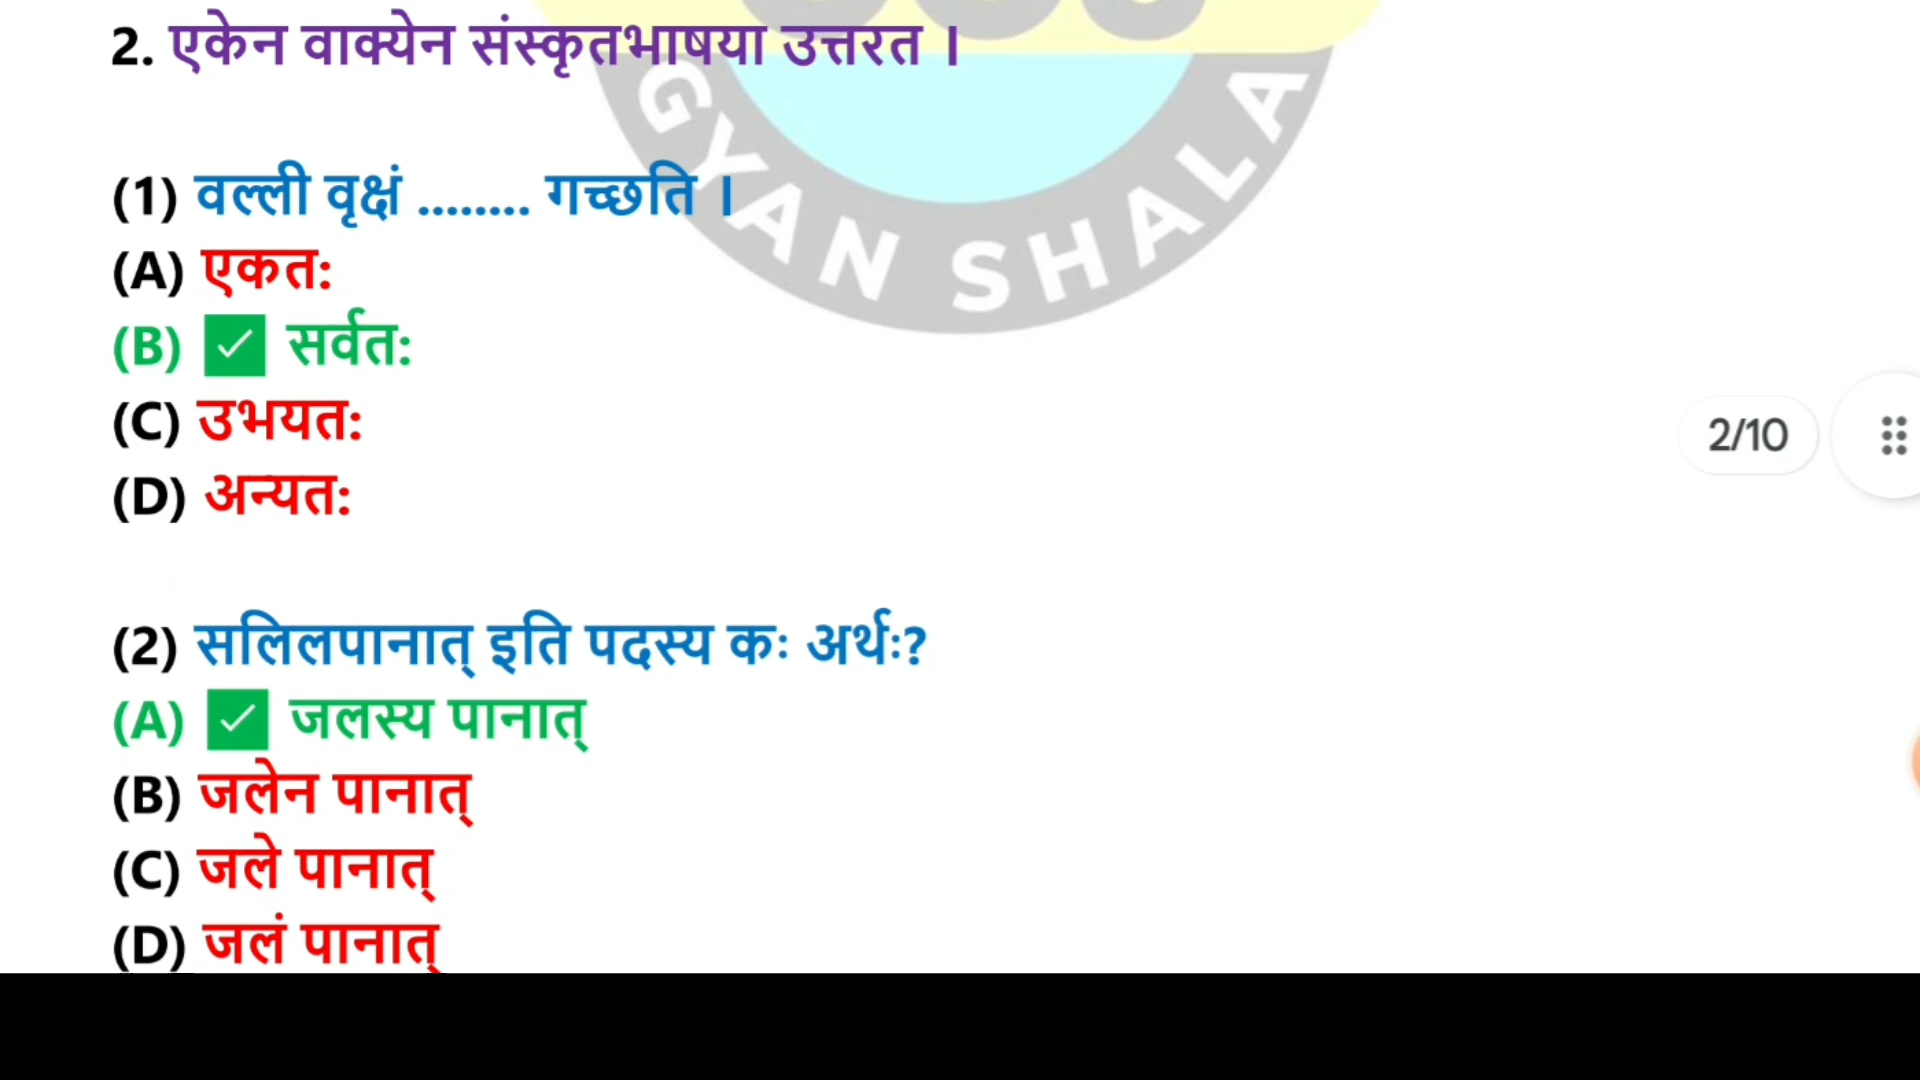 2. एकेन वाक्येन संस्कृतभाषया उत्तरत ।
GYAN SHALA
(1) वल्ली वृक्षं ........ गच्छति ।
(A) एकत:
(B) ✓ सर्वत:
(C) उभयत:
(D) अन्यत:
2/10
(2) सलिलपानात् इति पदस्य कः अर्थः?
(A) ✓ जलस्य पानात्
(B) जलेन पानात्
(C) जले पानात्
(D) जलं पानात्